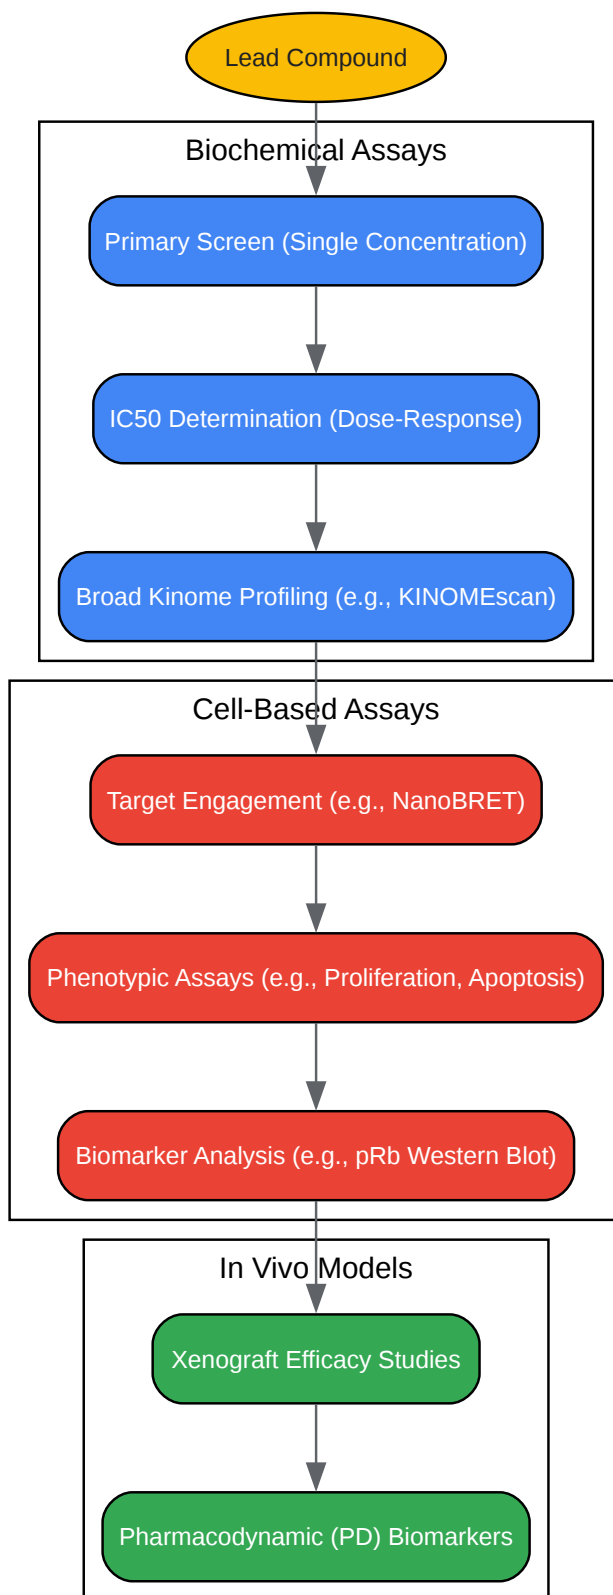 Lead Compound
Biochemical Assays
Primary Screen (Single Concentration)
IC50 Determination (Dose-Response)
Broad Kinome Profiling (e.g., KINOMEscan)
Cell-Based Assays
Target Engagement (e.g., NanoBRET)
Phenotypic Assays (e.g., Proliferation, Apoptosis)
Biomarker Analysis (e.g., pRb Western Blot)
In Vivo Models
Xenograft Efficacy Studies
Pharmacodynamic (PD) Biomarkers